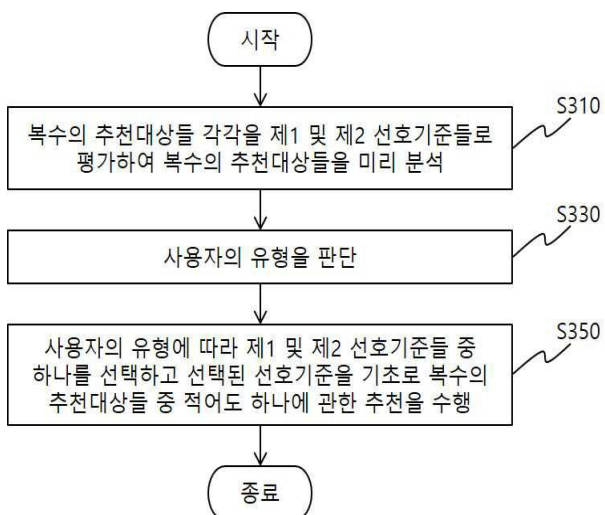 시작
S310
복수의 추천대상들 각각을 제1 및 제2 선호기준들로
평가하여 복수의 추천대상들을 미리 분석
S330
사용자의 유형을 판단
S350
사용자의 유형에 따라 제1 및 제2 선호기준들 중
하나를 선택하고 선택된 선호기준을 기초로 복수의
추천대상들 중 적어도 하나에 관한 추천을 수행
종료